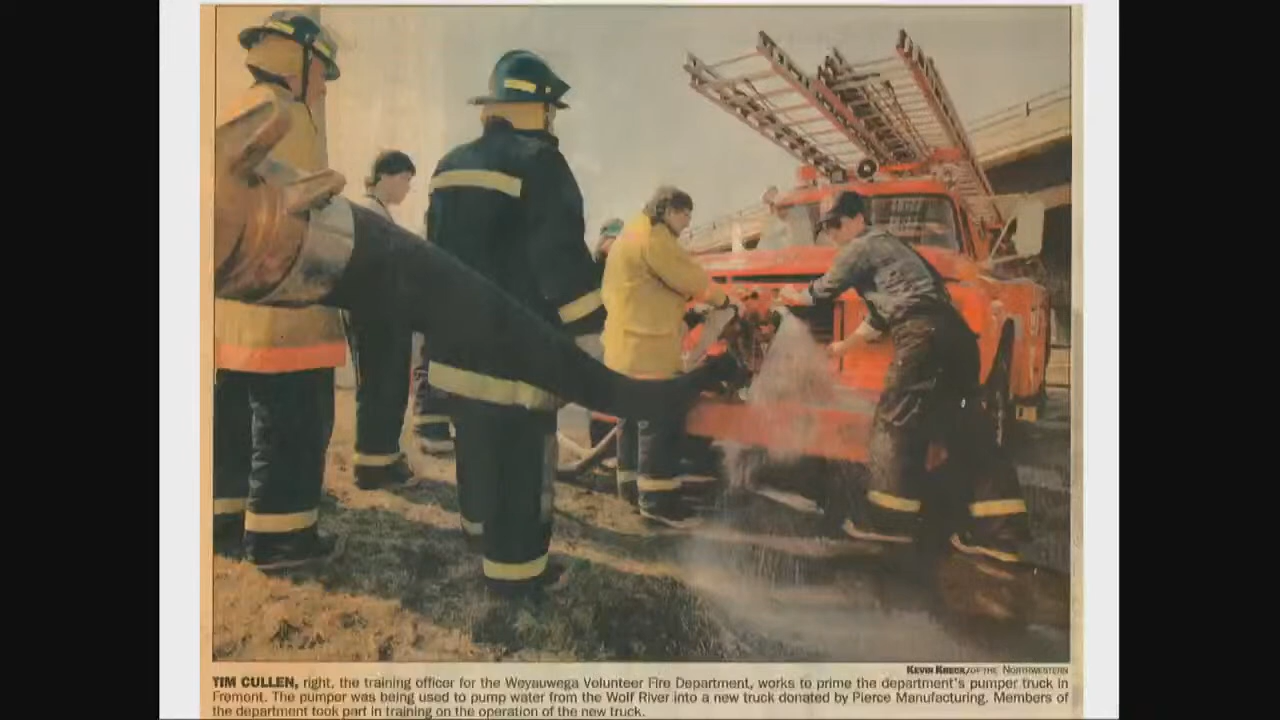 KEVIN KRECK/OF THE NORTHWESTERN
TIM CULLEN, right, the training officer for the Weyauwega Volunteer Fire Department, works to prime the department's pumper truck in
Fremont. The pumper was being used to pump water from the Wolf River into a new truck donated by Pierce Manufacturing. Members of
the department took part in training on the operation of the new truck.